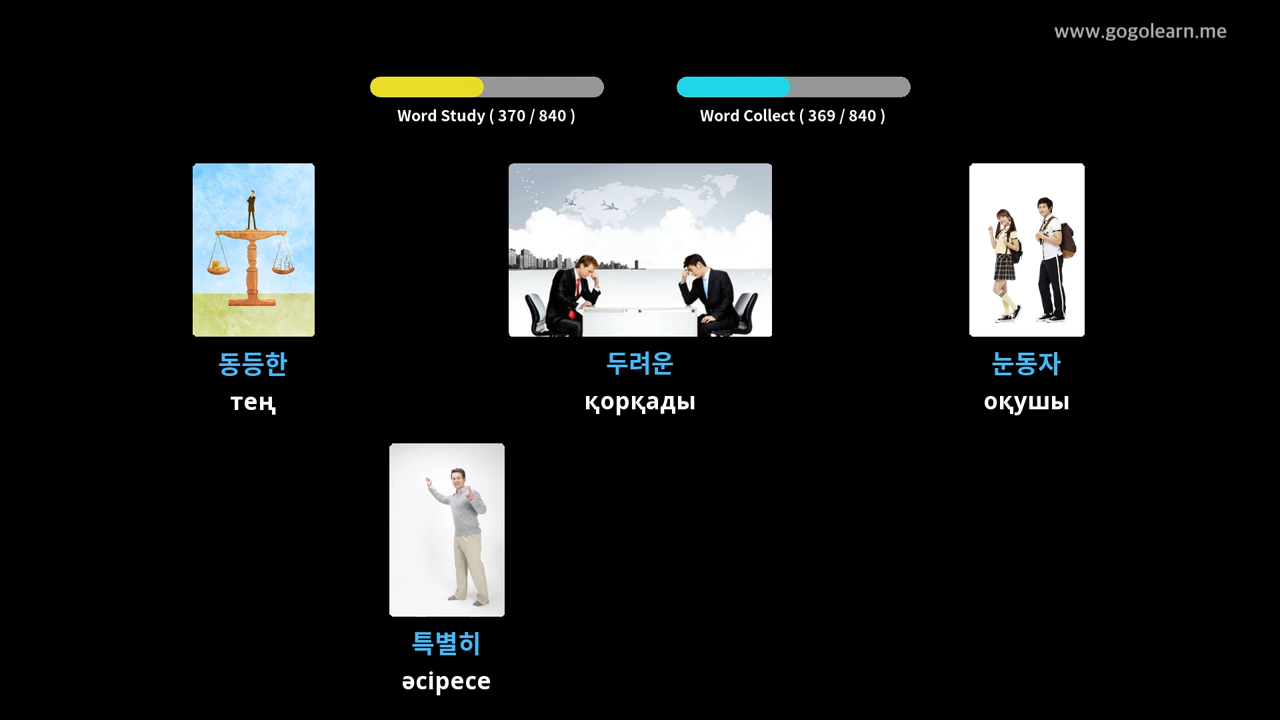 www.gogolearn.me
Word Study ( 370 / 840 )
Word Collect ( 369 / 840 )
동등한
тең
두려운
қорқады
눈동자
оқушы
특별히
әсіресе